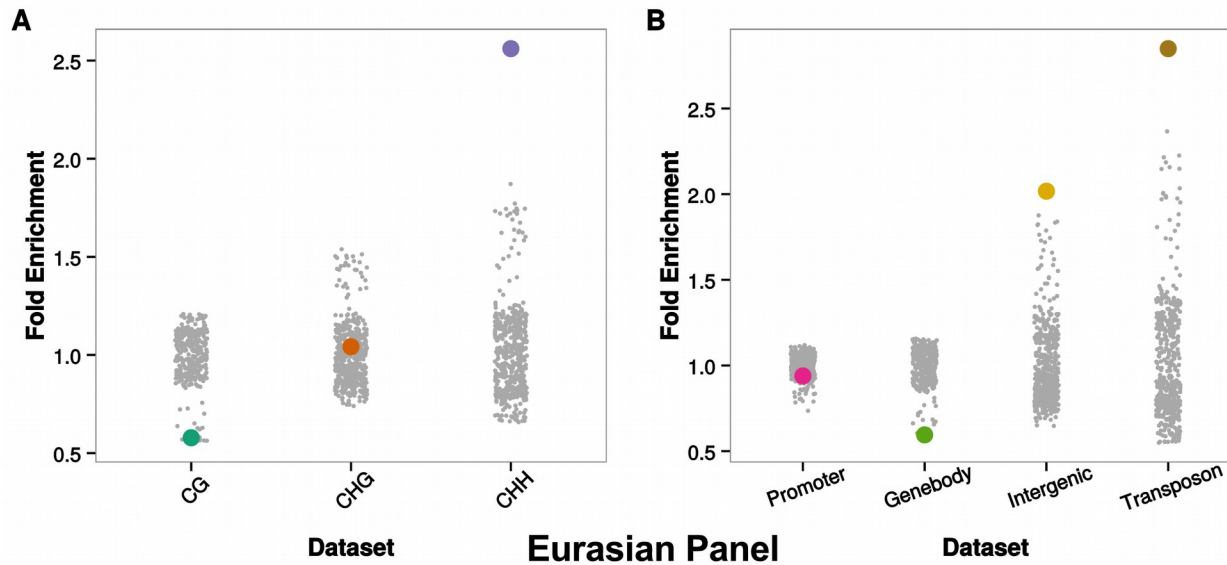 A
Fold Enrichment
2.5
2.0
1.5
1.0
0.5
CG
CHG
CHH
Dataset
B
Fold Enrichment
2.5
2.0
1.5
1.0
0.5
Promoter
Genebody
Intergenic
Transposon
Dataset
Eurasian Panel